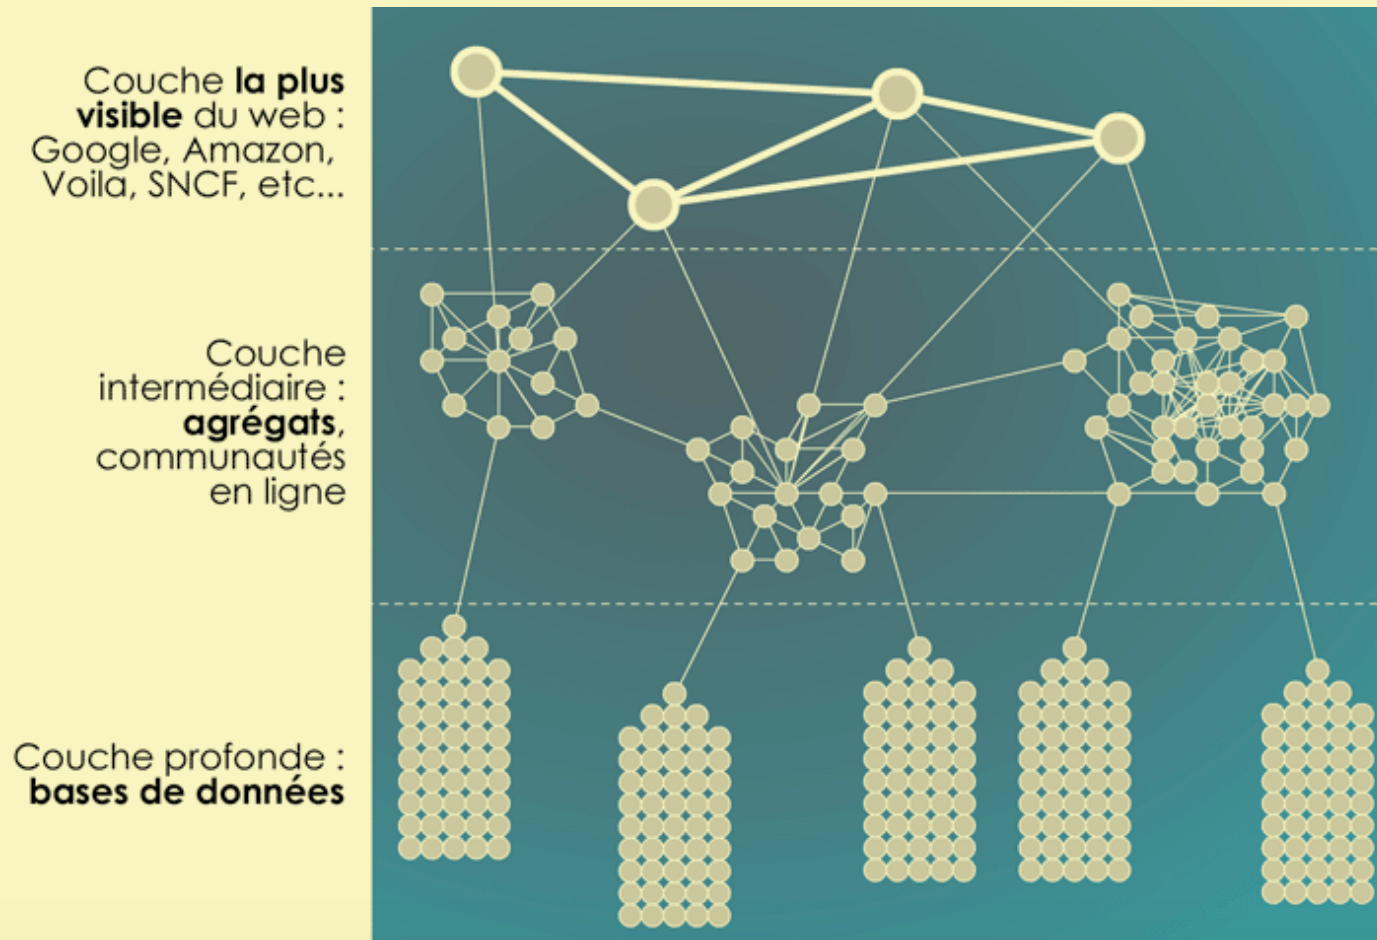 Couche la plus
visible du web :
Google, Amazon,
Voila, SNCF, etc...
Couche
intermédiaire :
agrégats,
communautés
en ligne
Couche profonde :
bases de données